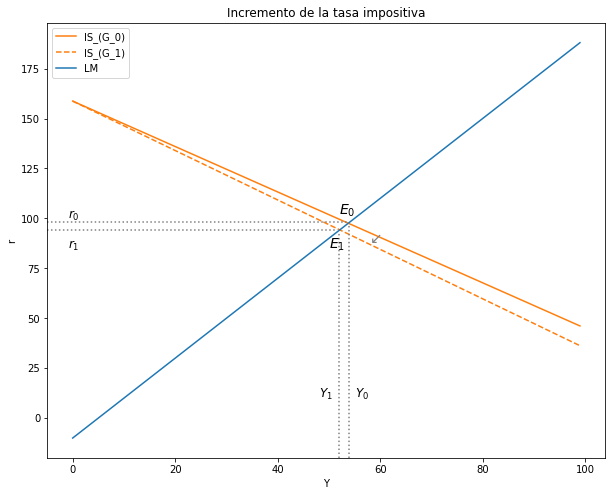 Incremento de la tasa impositiva
IS_(G_0)
IS_(G_1)
LM
175
150
125
100
75
50
25
0
r
r₀
r₁
E₀
E₁
Y₁
Y₀
0
20
40
60
80
100
Y